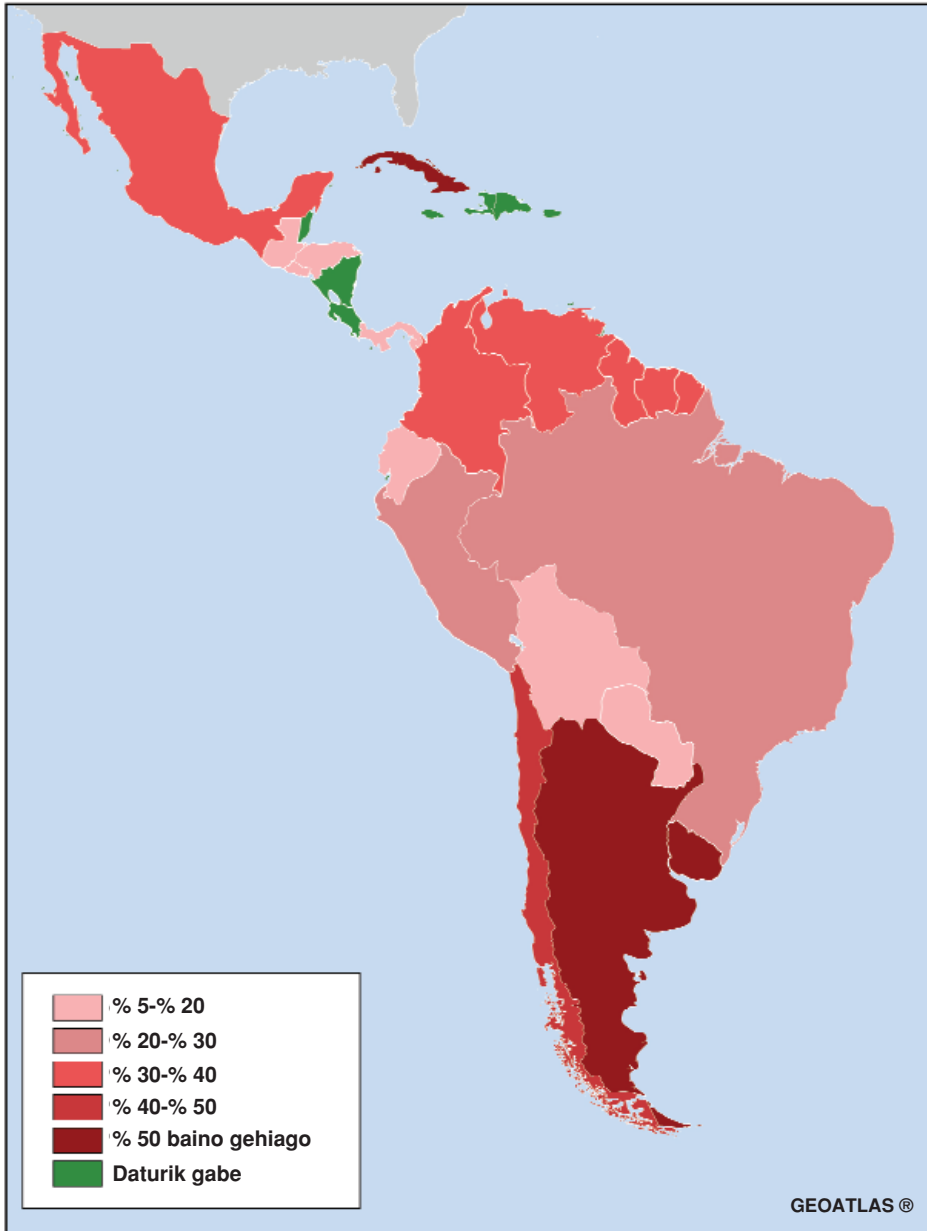 % 5-% 20
% 20-% 30
% 30-% 40
% 40-% 50
% 50 baino gehiago
Daturik gabe
GEOATLAS ®